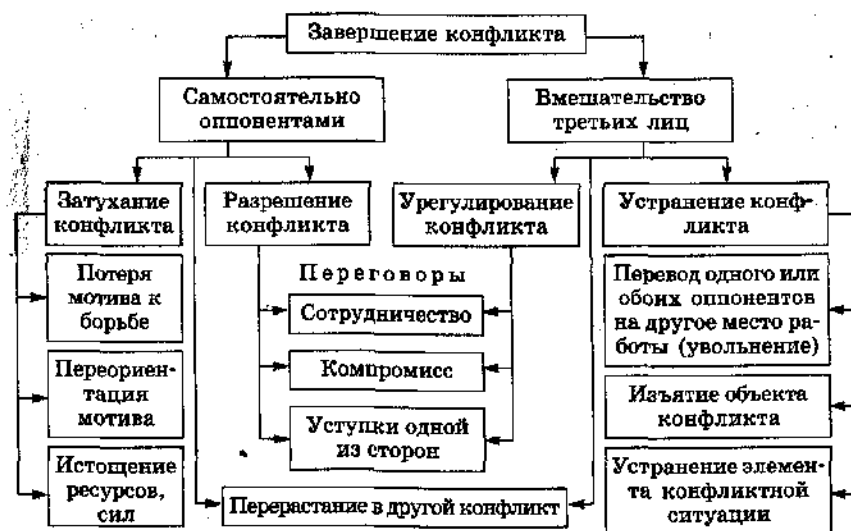 Завершение конфликта
Самостоятельно
оппонентами
Вмешательство
третьих лиц
Затухание
конфликта
Разрешение
конфликта
Урегулирование
конфликта
Устранение конф-
ликта
Потеря
мотива к
борьбе
Переориен-
тация
мотива
Истощение
ресурсов,
сил
Переговоры
Сотрудничество
Компромисс
Уступки одной
из сторон
Перерастание в другой конфликт
Перевод одного или
обоих оппонентов
на другое место ра-
боты (увольнение)
Изъятие объекта
конфликта
Устранение элемен-
та конфликтной
ситуации